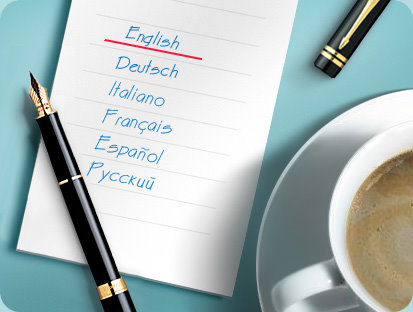 English
Deutsch
Italiano
Français
Español
Русский